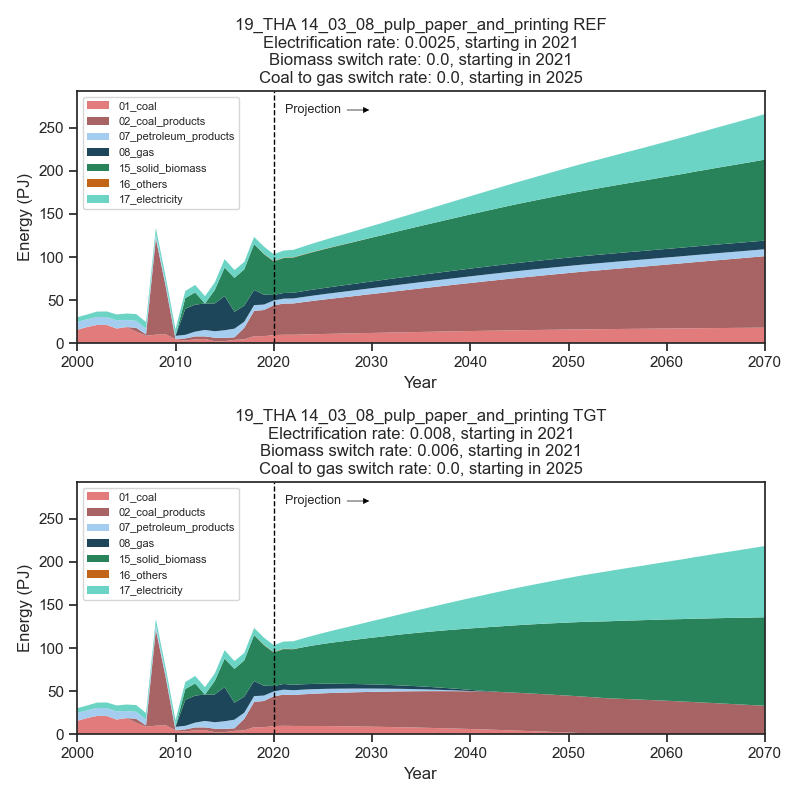 19_THA 14_03_08_pulp_paper_and_printing REF
Electrification rate: 0.0025, starting in 2021
Biomass switch rate: 0.0, starting in 2021
Coal to gas switch rate: 0.0, starting in 2025
Energy (PJ)
250
200
150
100
50
0
01_coal
02_coal_products
07_petroleum_products
08_gas
15_solid_biomass
16_others
17_electricity
Projection
2000 2010 2020 2030 2040 2050 2060 2070
Year
19_THA 14_03_08_pulp_paper_and_printing TGT
Electrification rate: 0.008, starting in 2021
Biomass switch rate: 0.006, starting in 2021
Coal to gas switch rate: 0.0, starting in 2025
Energy (PJ)
250
200
150
100
50
0
01_coal
02_coal_products
07_petroleum_products
08_gas
15_solid_biomass
16_others
17_electricity
Projection
2000 2010 2020 2030 2040 2050 2060 2070
Year